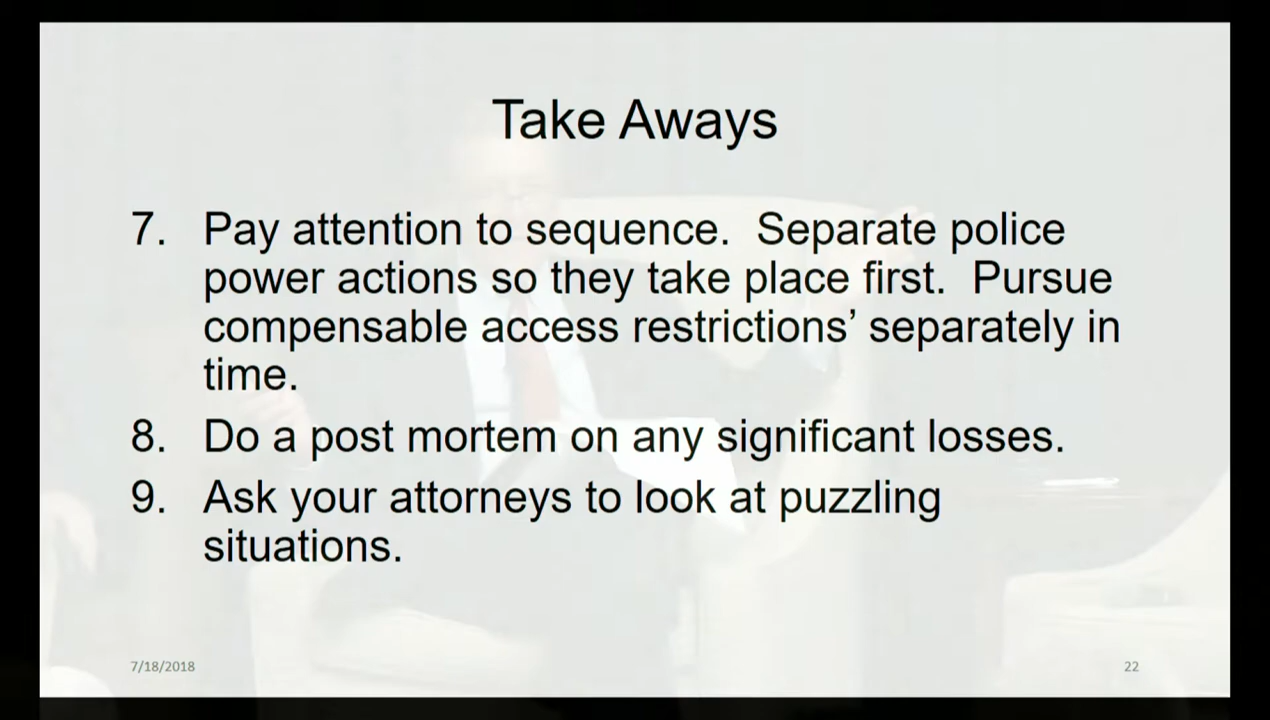 Take Aways
7. Pay attention to sequence.  Separate police
power actions so they take place first.  Pursue
compensable access restrictions’ separately in
time.
8. Do a post mortem on any significant losses.
9. Ask your attorneys to look at puzzling
situations.
7/18/2018
22